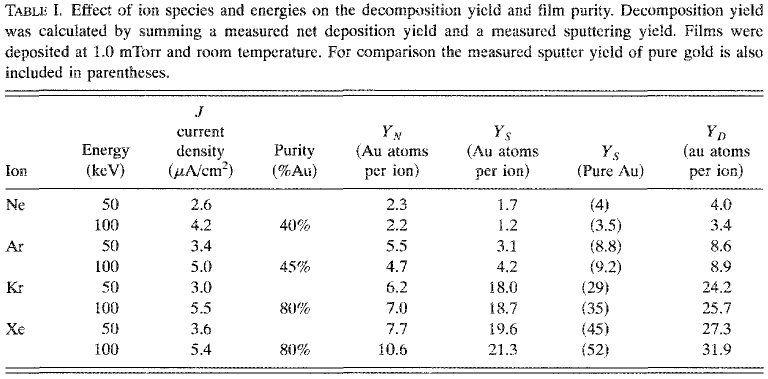 TABLE I. Effect of ion species and energies on the decomposition yield and film purity. Decomposition yield
was calculated by summing a measured net deposition yield and a measured sputtering yield. Films were
deposited at 1.0 mTorr and room temperature. For comparison the measured sputter yield of pure gold is also
included in parentheses.
J
current Y_N Y_S Y_D
Energy density Purity (Au atoms (Au atoms Y_S (au atoms
Ion (keV) (μA/cm²) (%Au) per ion) per ion) (Pure Au) per ion)
Ne 50 2.6 2.3 1.7 (4) 4.0
100 4.2 40% 2.2 1.2 (3.5) 3.4
Ar 50 3.4 5.5 3.1 (8.8) 8.6
100 5.0 45% 4.7 4.2 (9.2) 8.9
Kr 50 3.0 6.2 18.0 (29) 24.2
100 5.5 80% 7.0 18.7 (35) 25.7
Xe 50 3.6 7.7 19.6 (45) 27.3
100 5.4 80% 10.6 21.3 (52) 31.9